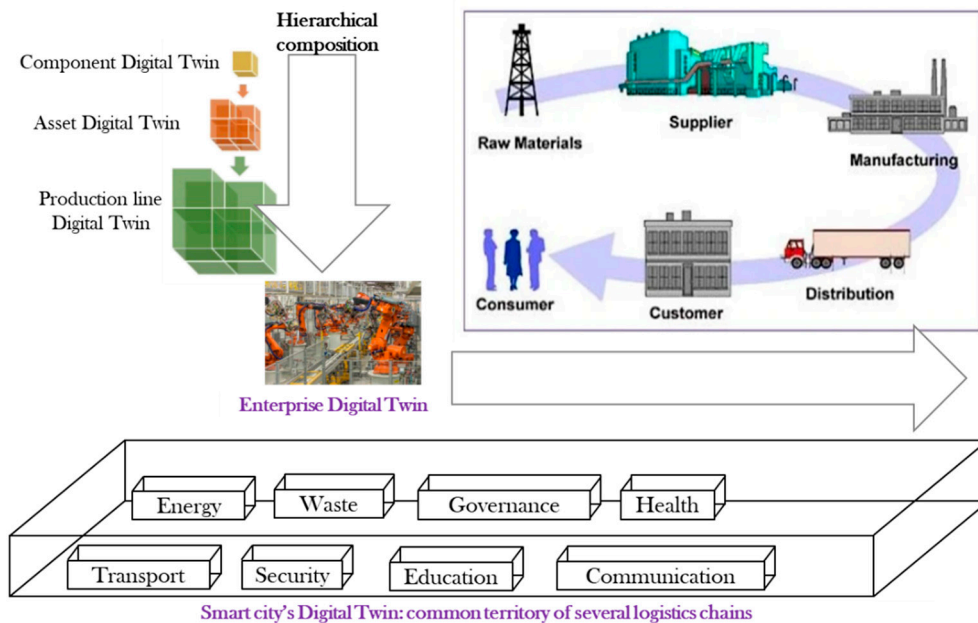 Hierarchical
composition
Component Digital Twin
Asset Digital Twin
Production line
Digital Twin
Enterprise Digital Twin
Raw Materials
Supplier
Manufacturing
Distribution
Customer
Consumer
Energy
Waste
Governance
Health
Transport
Security
Education
Communication
Smart city's Digital Twin: common territory of several logistics chains